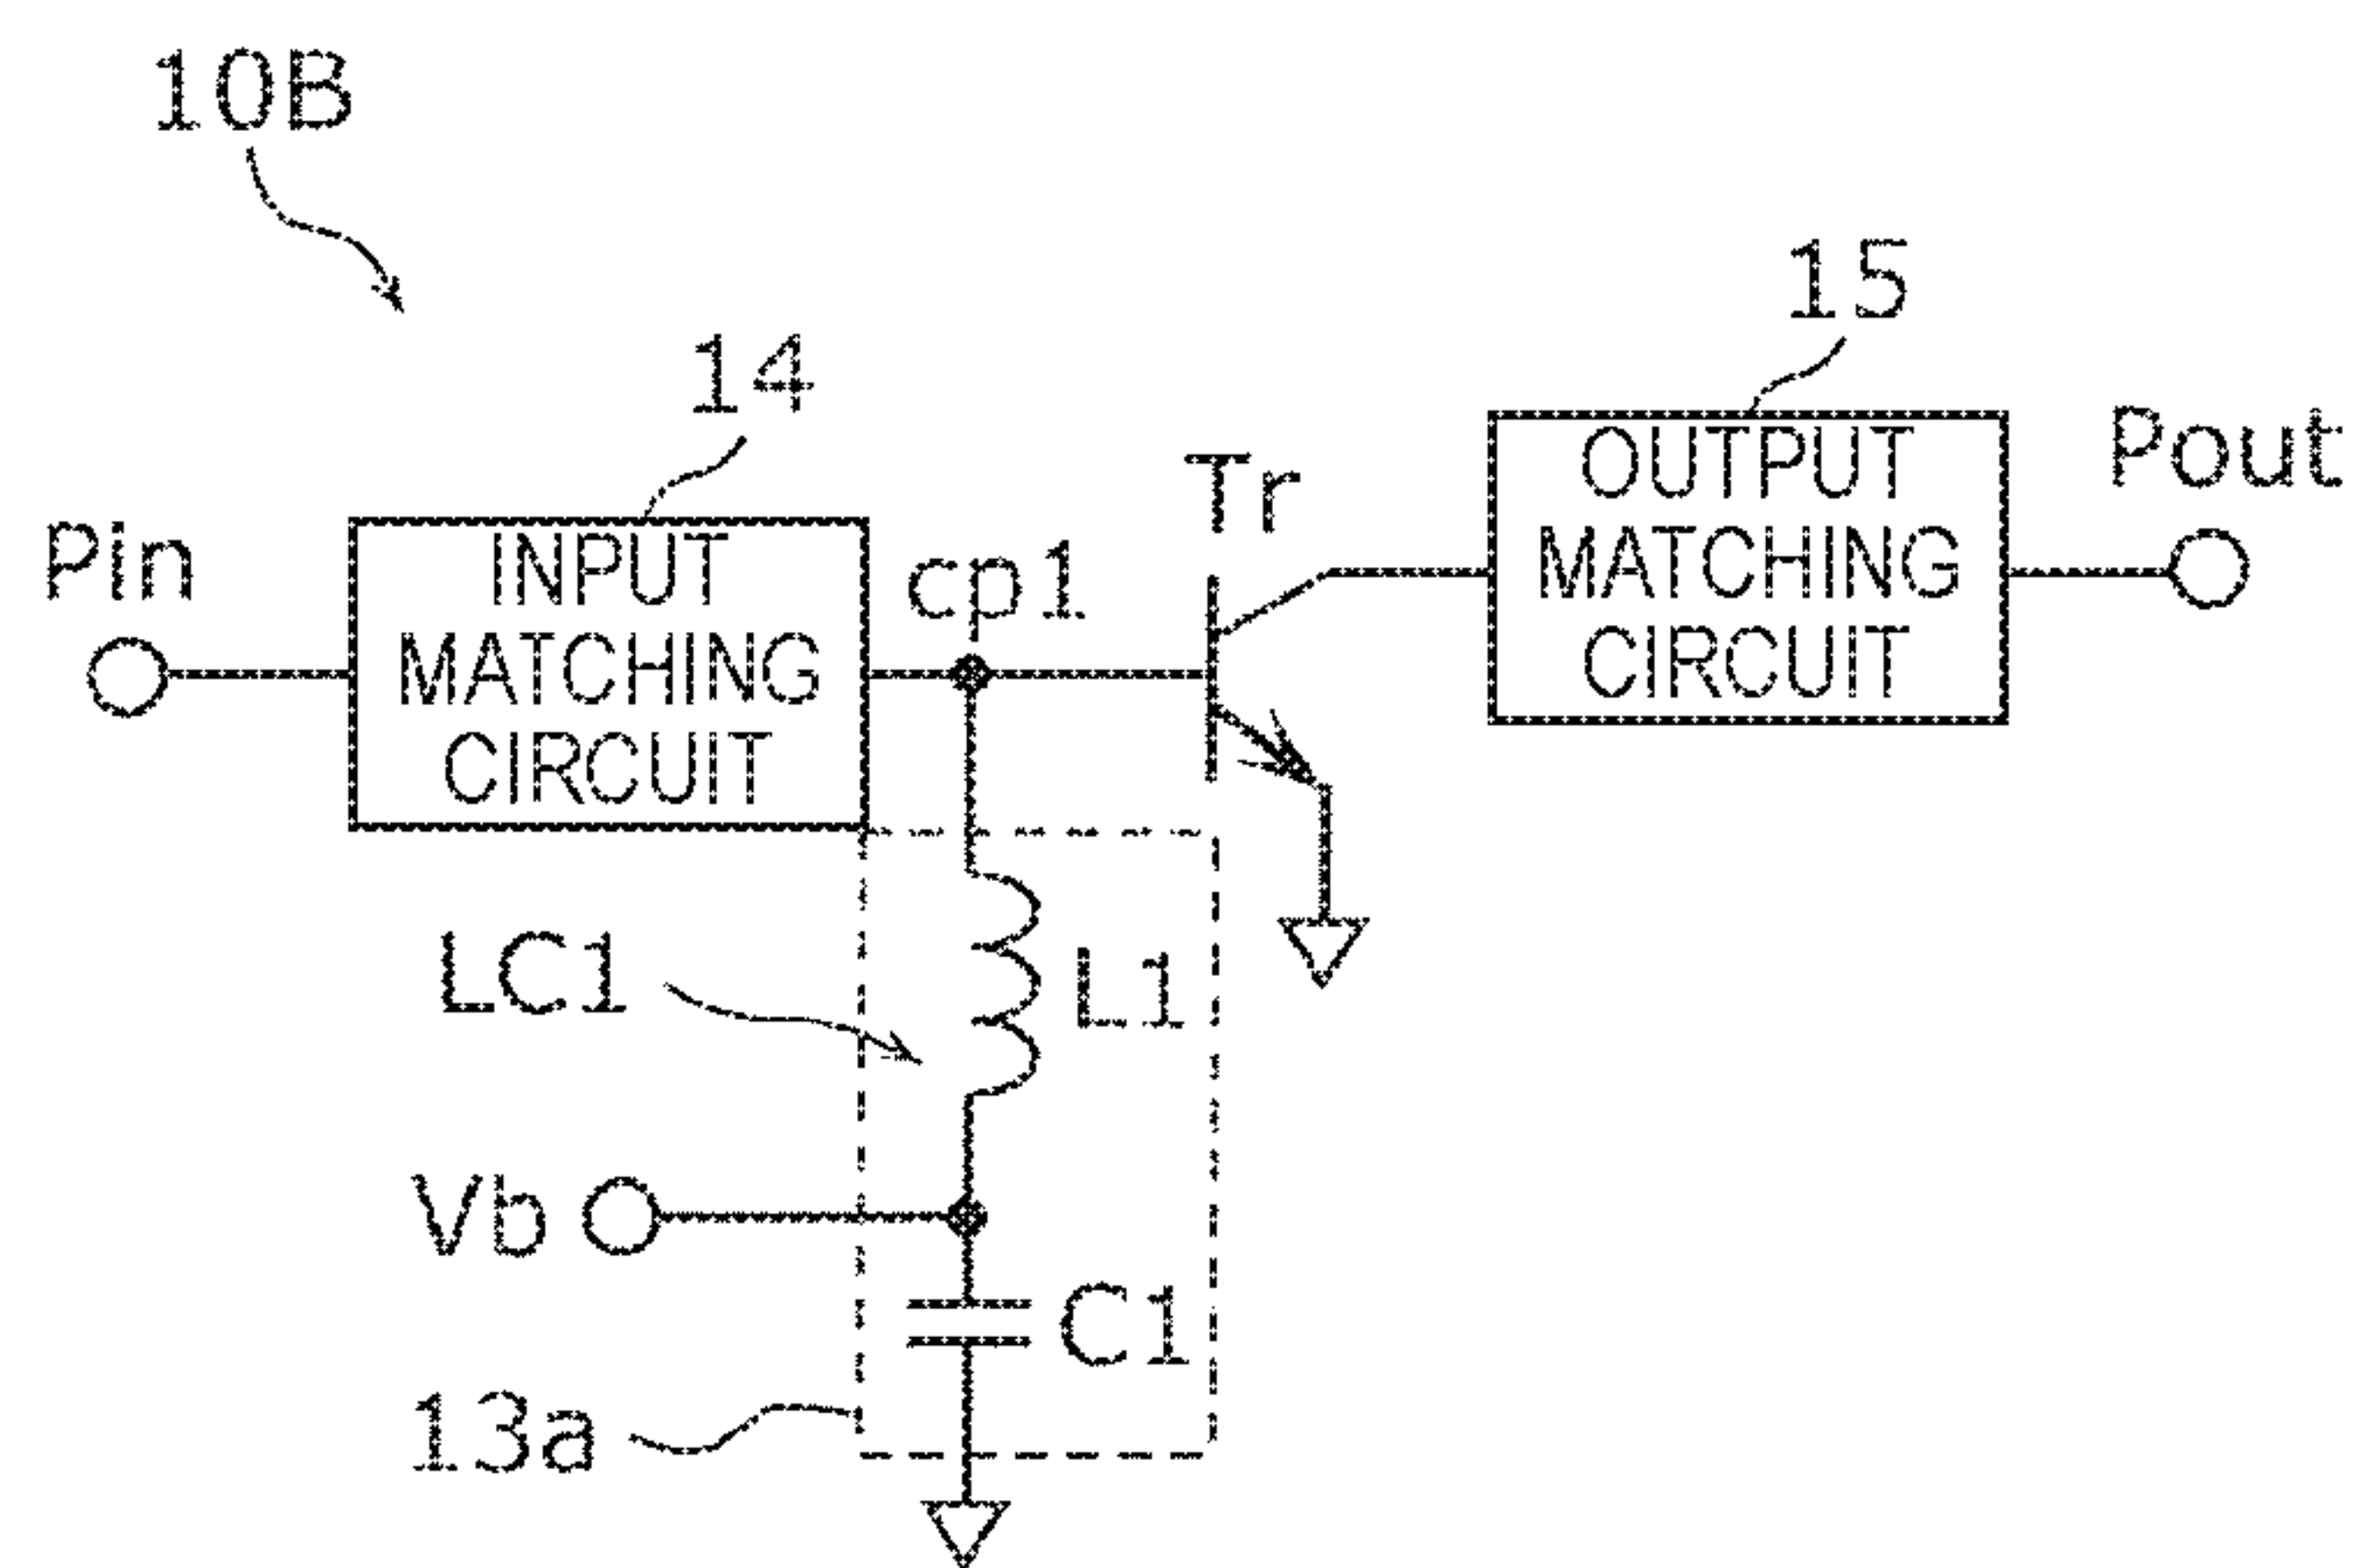 10B
15
14
Pout
Tr
OUTPUT
MATCHING
CIRCUIT
Pin
INPUT
MATCHING
CIRCUIT
cp1
LC1
L1
Vb
C1
13a